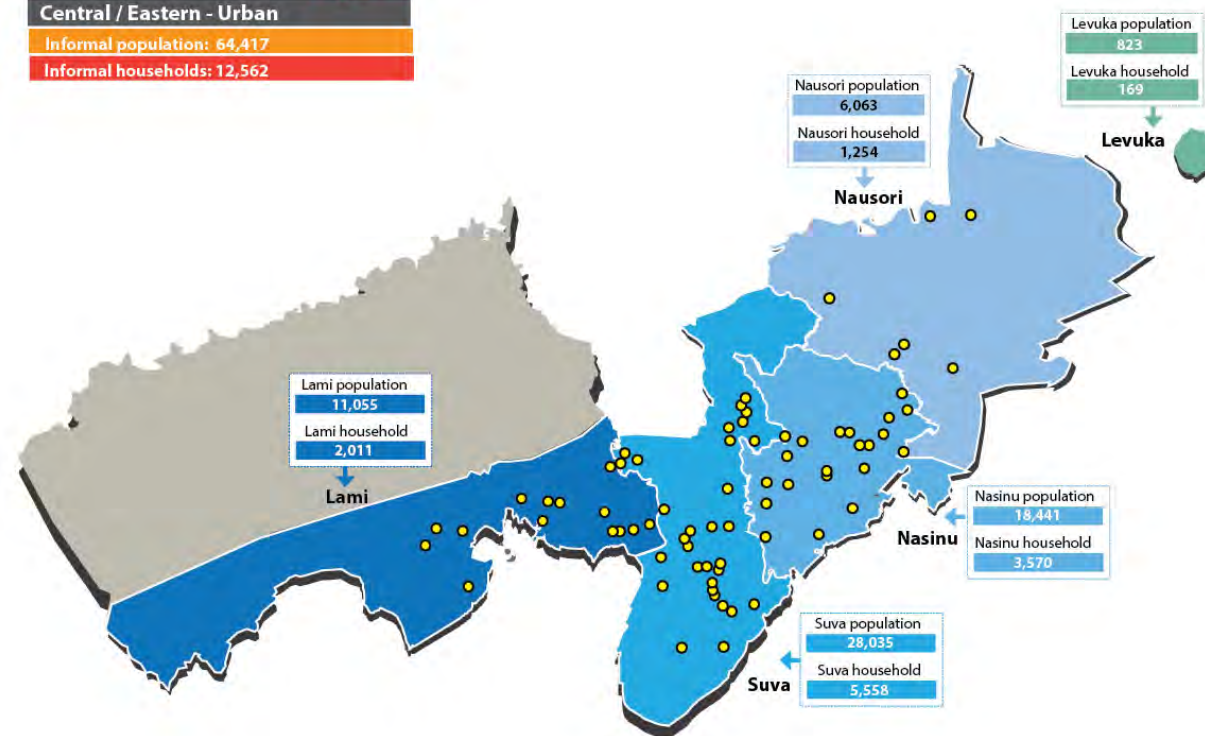 Central / Eastern - Urban
Informal population: 64,417
Informal households: 12,562
Levuka population
823
Levuka household
169
Levuka
Nausori population
6,063
Nausori household
1,254
Nausori
Lami population
11,055
Lami household
2,011
Lami
Nasinu population
18,441
Nasinu household
3,570
Nasinu
Suva population
28,035
Suva household
5,558
Suva